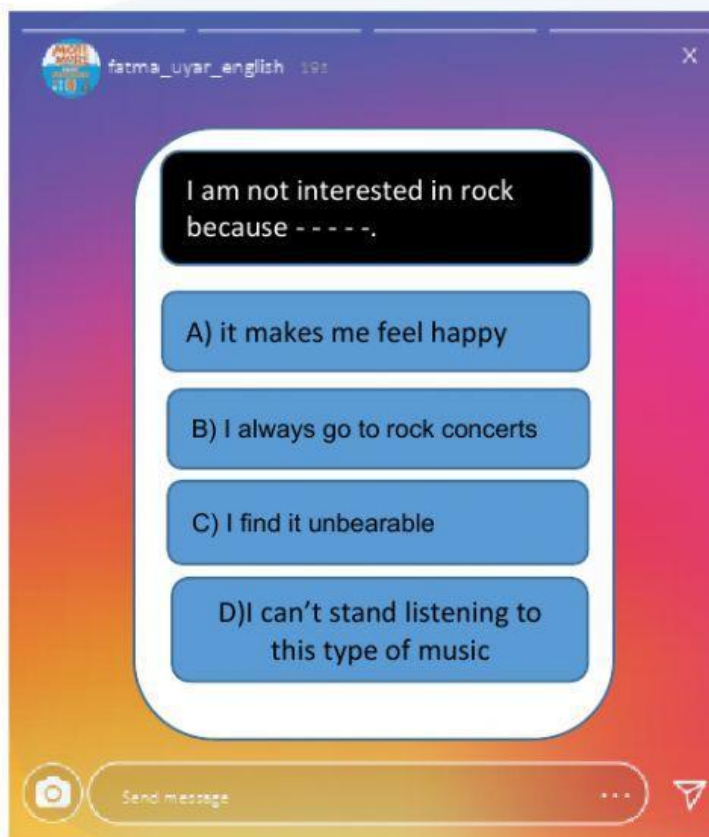 fatma_uyar_english 19s
I am not interested in rock
because - - - - -.
A) it makes me feel happy
B) I always go to rock concerts
C) I find it unbearable
D)I can't stand listening to
this type of music
Send message